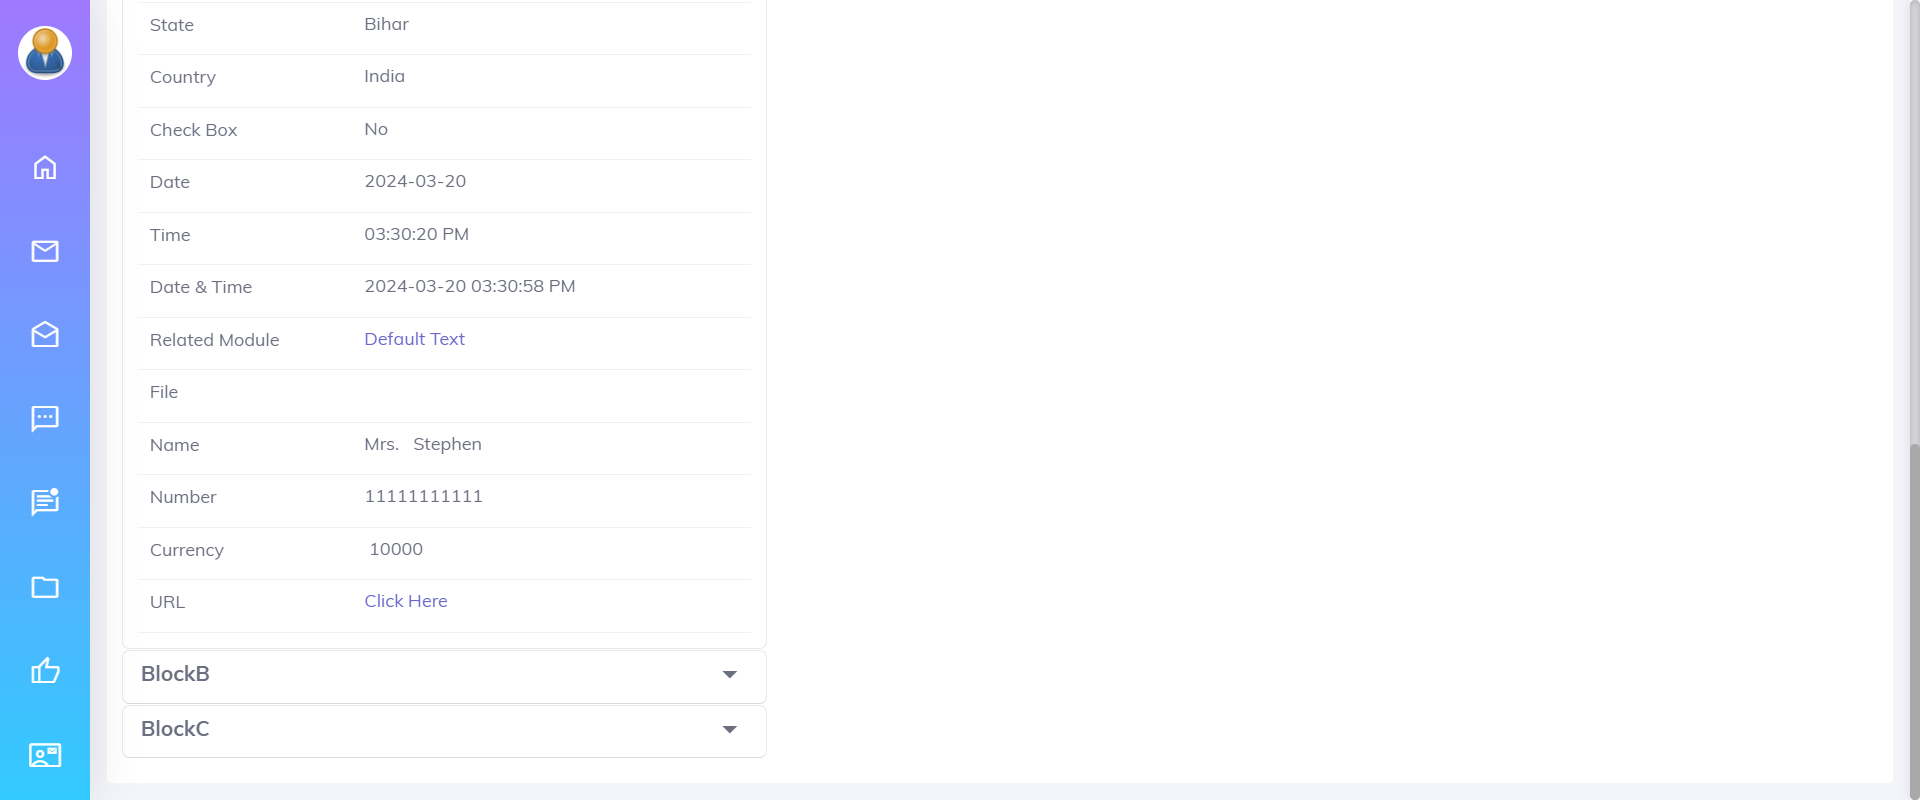 State Bihar
Country India
Check Box No
Date 2024-03-20
Time 03:30:20 PM
Date & Time 2024-03-20 03:30:58 PM
Related Module Default Text
File
Name Mrs. Stephen
Number 11111111111
Currency 10000
URL Click Here
BlockB
BlockC